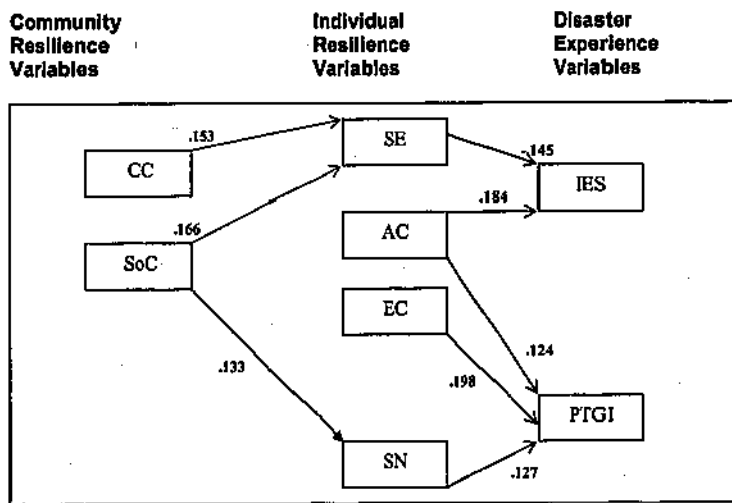 Community
Resilience
Variables
Individual
Resilience
Variables
Disaster
Experience
Variables
.153
SE
-.145
CC
IES
.184
.166
AC
SoC
EC
.124
.133
.198
PTGI
SN
.127